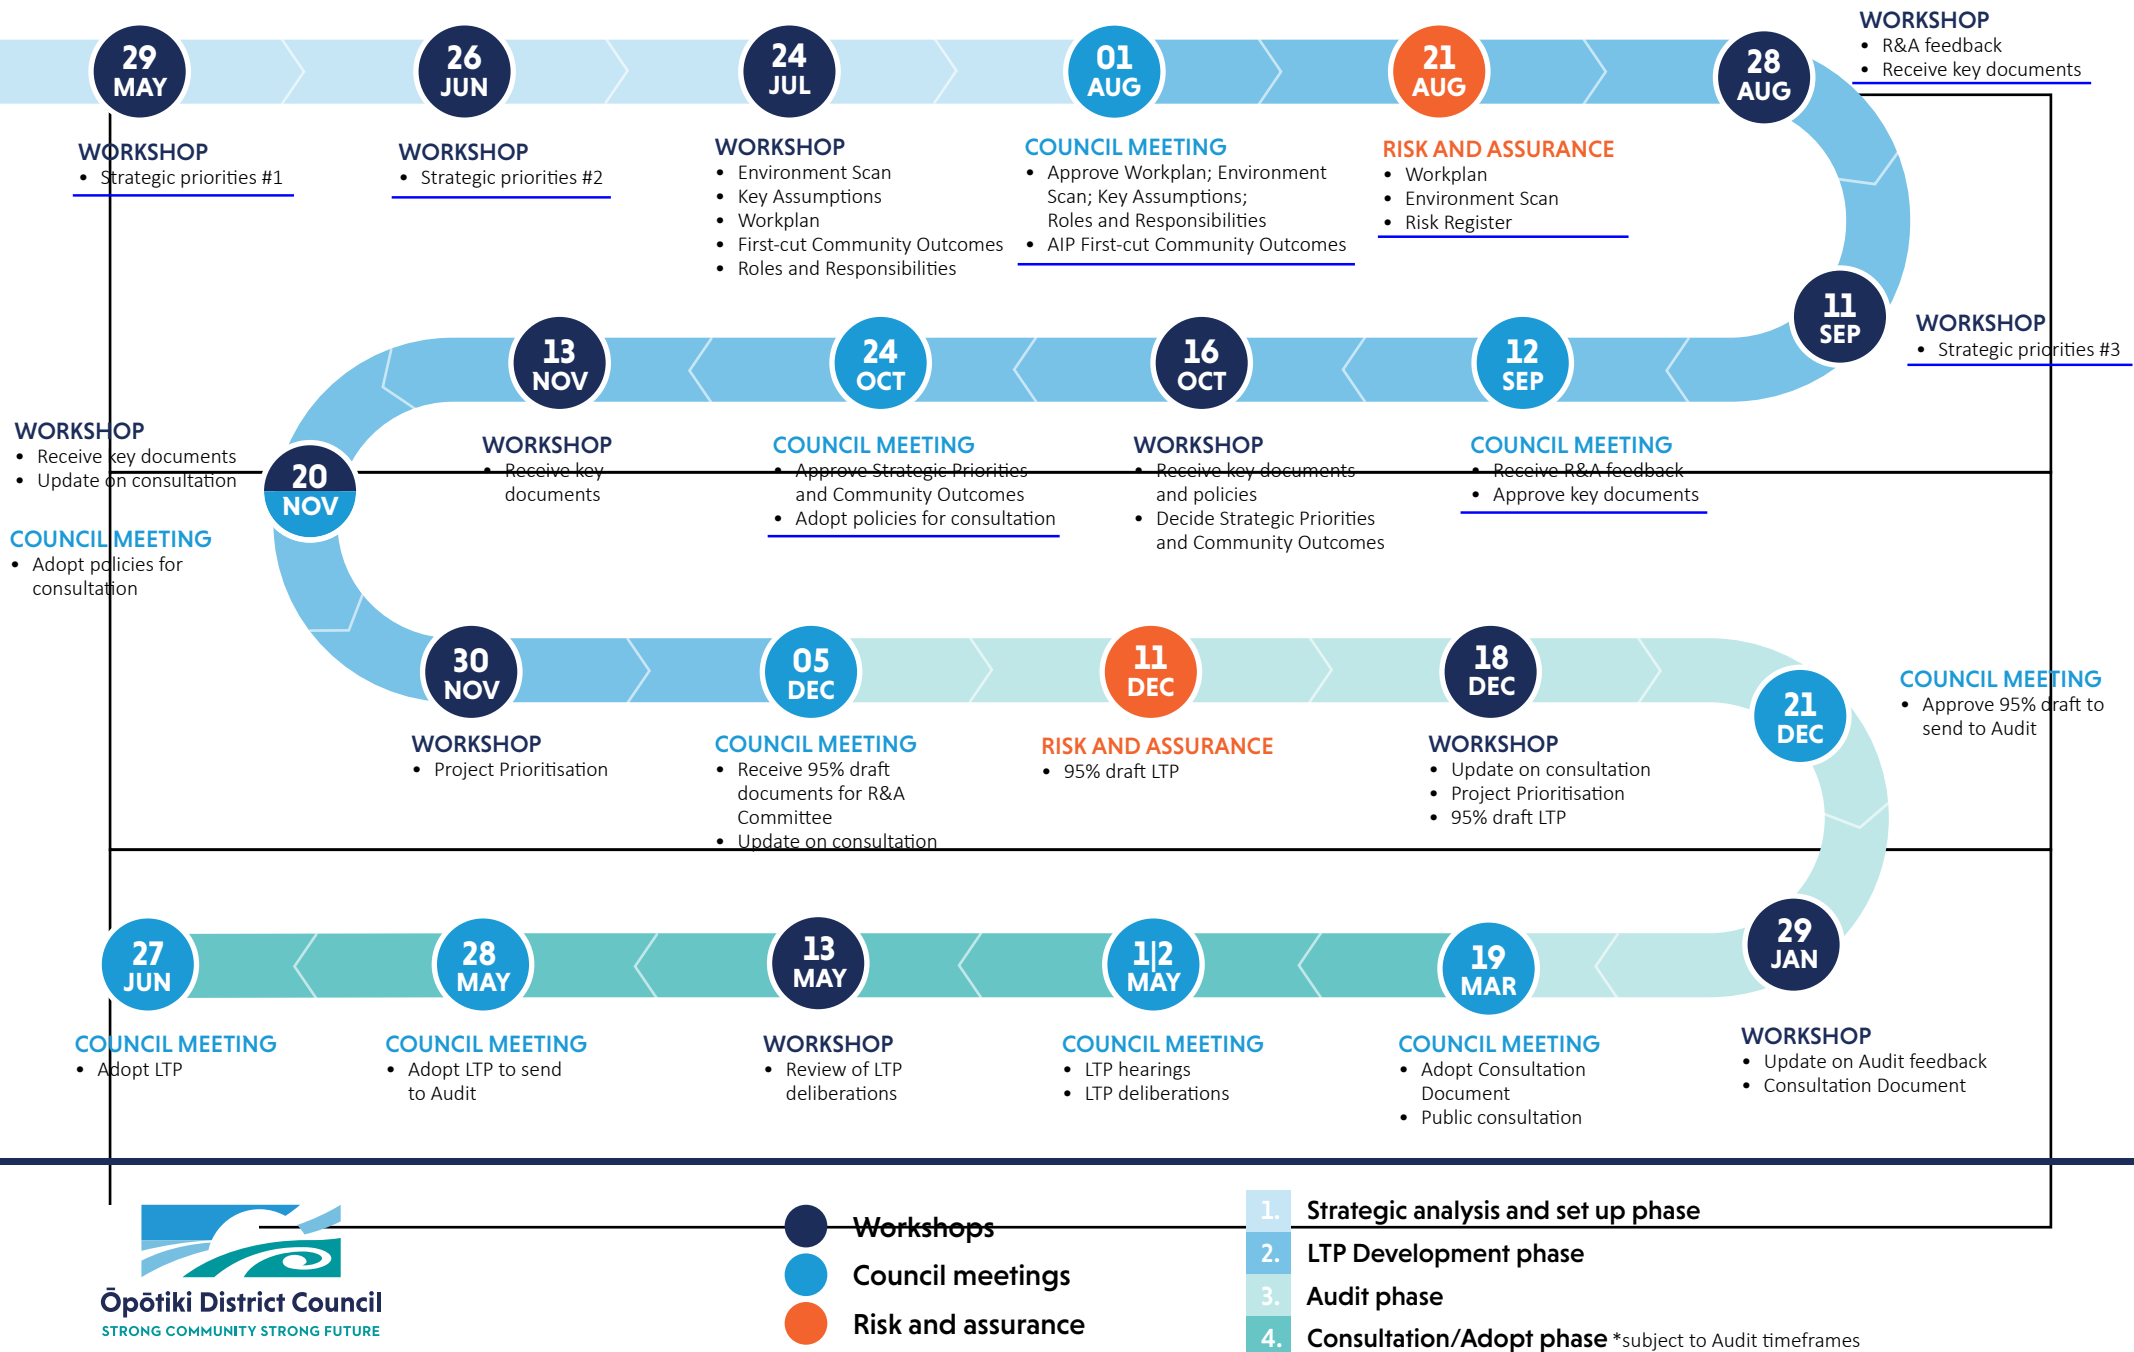 29
MAY
WORKSHOP
• Strategic priorities #1
26
JUN
WORKSHOP
• Strategic priorities #2
24
JUL
WORKSHOP
• Environment Scan
• Key Assumptions
• Workplan
• First-cut Community Outcomes
• Roles and Responsibilities
01
AUG
COUNCIL MEETING
• Approve Workplan; Environment
Scan; Key Assumptions;
Roles and Responsibilities
• AIP First-cut Community Outcomes
21
AUG
RISK AND ASSURANCE
• Workplan
• Environment Scan
• Risk Register
28
AUG
WORKSHOP
• R&A feedback
• Receive key documents
11
SEP
WORKSHOP
• Strategic priorities #3
12
SEP
COUNCIL MEETING
• Receive R&A feedback
• Approve key documents
16
OCT
WORKSHOP
• Receive key documents
and policies
• Decide Strategic Priorities
and Community Outcomes
24
OCT
COUNCIL MEETING
• Approve Strategic Priorities
and Community Outcomes
• Adopt policies for consultation
13
NOV
WORKSHOP
• Receive key
documents
20
NOV
WORKSHOP
• Receive key documents
• Update on consultation
COUNCIL MEETING
• Adopt policies for
consultation
30
NOV
WORKSHOP
• Project Prioritisation
05
DEC
COUNCIL MEETING
• Receive 95% draft
documents for R&A
Committee
• Update on consultation
11
DEC
RISK AND ASSURANCE
• 95% draft LTP
18
DEC
WORKSHOP
• Update on consultation
• Project Prioritisation
• 95% draft LTP
21
DEC
COUNCIL MEETING
• Approve 95% draft to
send to Audit
29
JAN
WORKSHOP
• Update on Audit feedback
• Consultation Document
19
MAR
COUNCIL MEETING
• Adopt Consultation
Document
• Public consultation
1|2
MAY
COUNCIL MEETING
• LTP hearings
• LTP deliberations
13
MAY
WORKSHOP
• Review of LTP
deliberations
28
MAY
COUNCIL MEETING
• Adopt LTP to send
to Audit
27
JUN
COUNCIL MEETING
• Adopt LTP
Ōpōtiki District Council
STRONG COMMUNITY STRONG FUTURE
Workshops
Council meetings
Risk and assurance
1. Strategic analysis and set up phase
2. LTP Development phase
3. Audit phase
4. Consultation/Adopt phase *subject to Audit timeframes